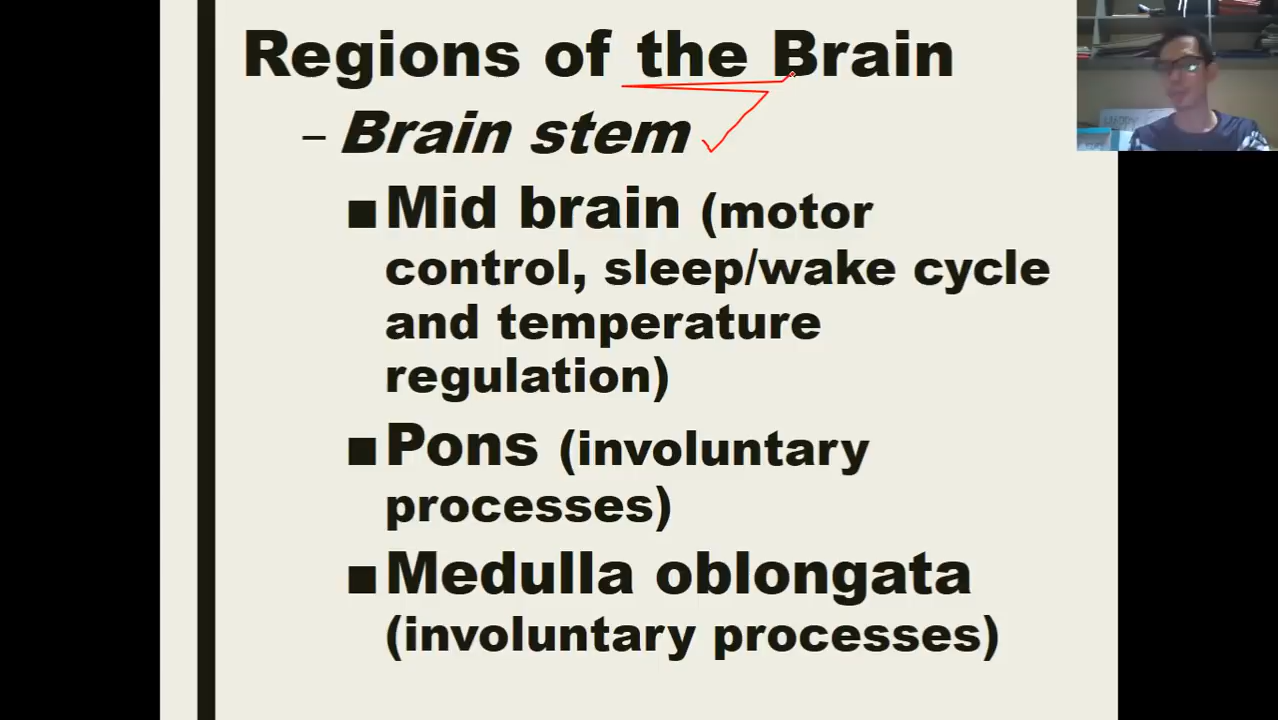 Regions of the Brain
– Brain stem
■ Mid brain (motor
control, sleep/wake cycle
and temperature
regulation)
■ Pons (involuntary
processes)
■ Medulla oblongata
(involuntary processes)